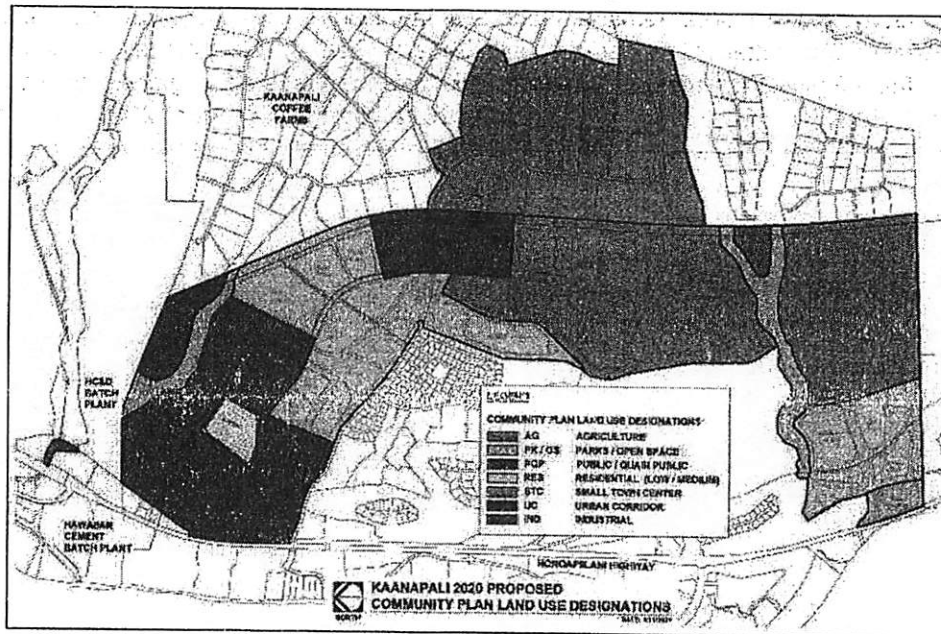 KAANAPALI
COFFEE
FARMS
HC&D
BATCH
PLANT
HAWAIIAN
CEMENT
BATCH PLANT
LEGEND
COMMUNITY PLAN LAND USE DESIGNATIONS
AG AGRICULTURE
PK / OS PARKS / OPEN SPACE
PQP PUBLIC / QUASI PUBLIC
RES RESIDENTIAL (LOW / MEDIUM)
STC SMALL TOWN CENTER
UC URBAN CORRIDOR
IND INDUSTRIAL
HONOAPIILANI HIGHWAY
KAANAPALI 2020 PROPOSED
COMMUNITY PLAN LAND USE DESIGNATIONS
NORTH
DATE: